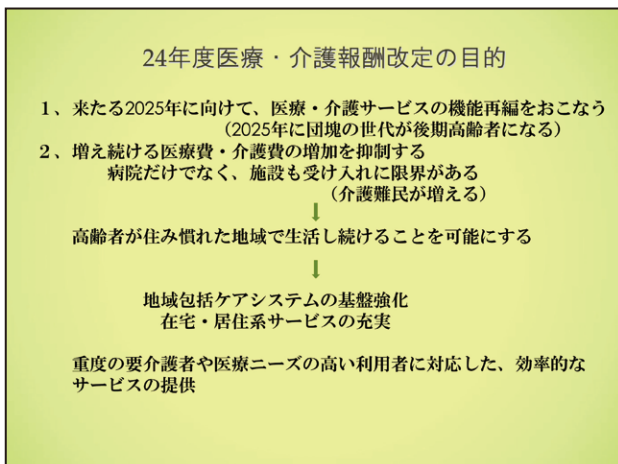 24年度医療・介護報酬改定の目的
１、来たる2025年に向けて、医療・介護サービスの機能再編をおこなう
（2025年に団塊の世代が後期高齢者になる）
２、増え続ける医療費・介護費の増加を抑制する
病院だけでなく、施設も受け入れに限界がある
（介護難民が増える）
↓
高齢者が住み慣れた地域で生活し続けることを可能にする
↓
地域包括ケアシステムの基盤強化
在宅・居住系サービスの充実
重度の要介護者や医療ニーズの高い利用者に対応した、効率的な
サービスの提供